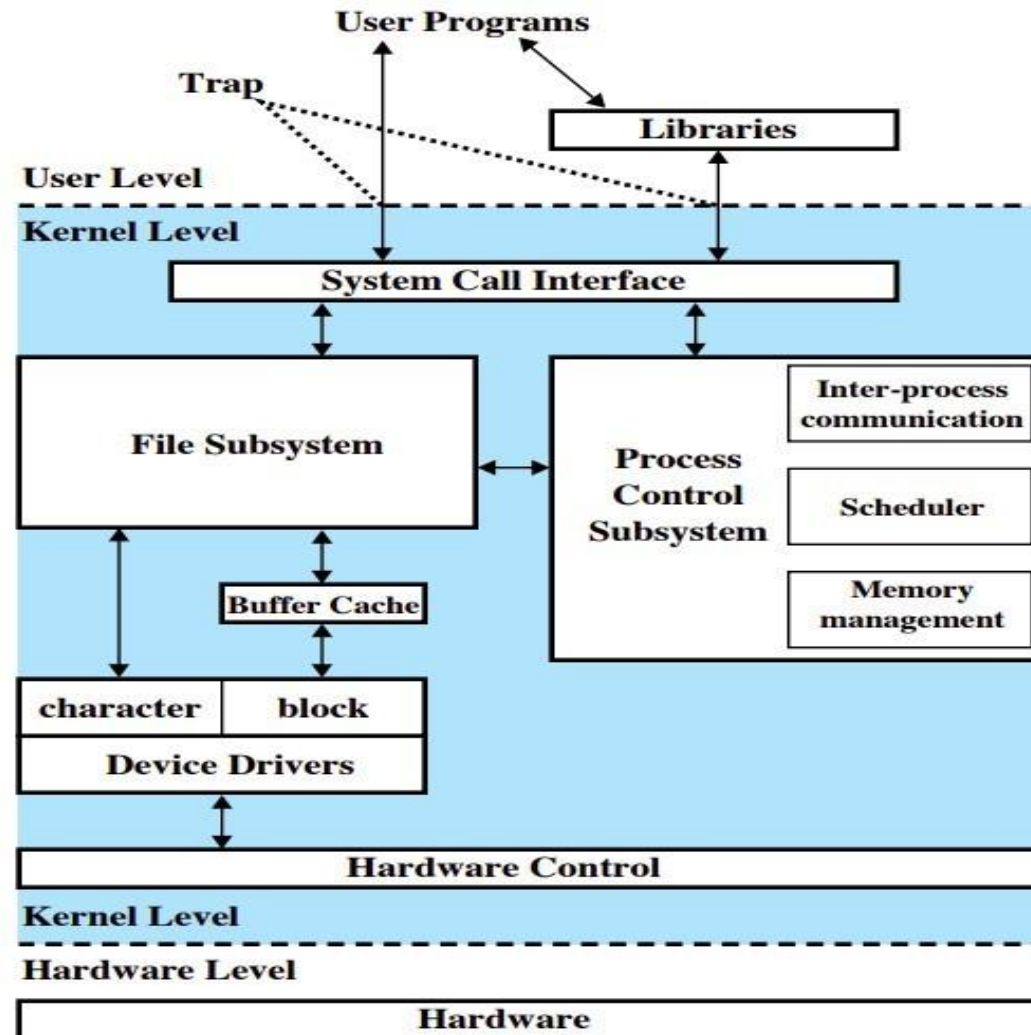 User Programs
Trap
Libraries
User Level
Kernel Level
System Call Interface
File Subsystem
Process
Control
Subsystem
Inter-process
communication
Scheduler
Memory
management
Buffer Cache
character
block
Device Drivers
Hardware Control
Kernel Level
Hardware Level
Hardware